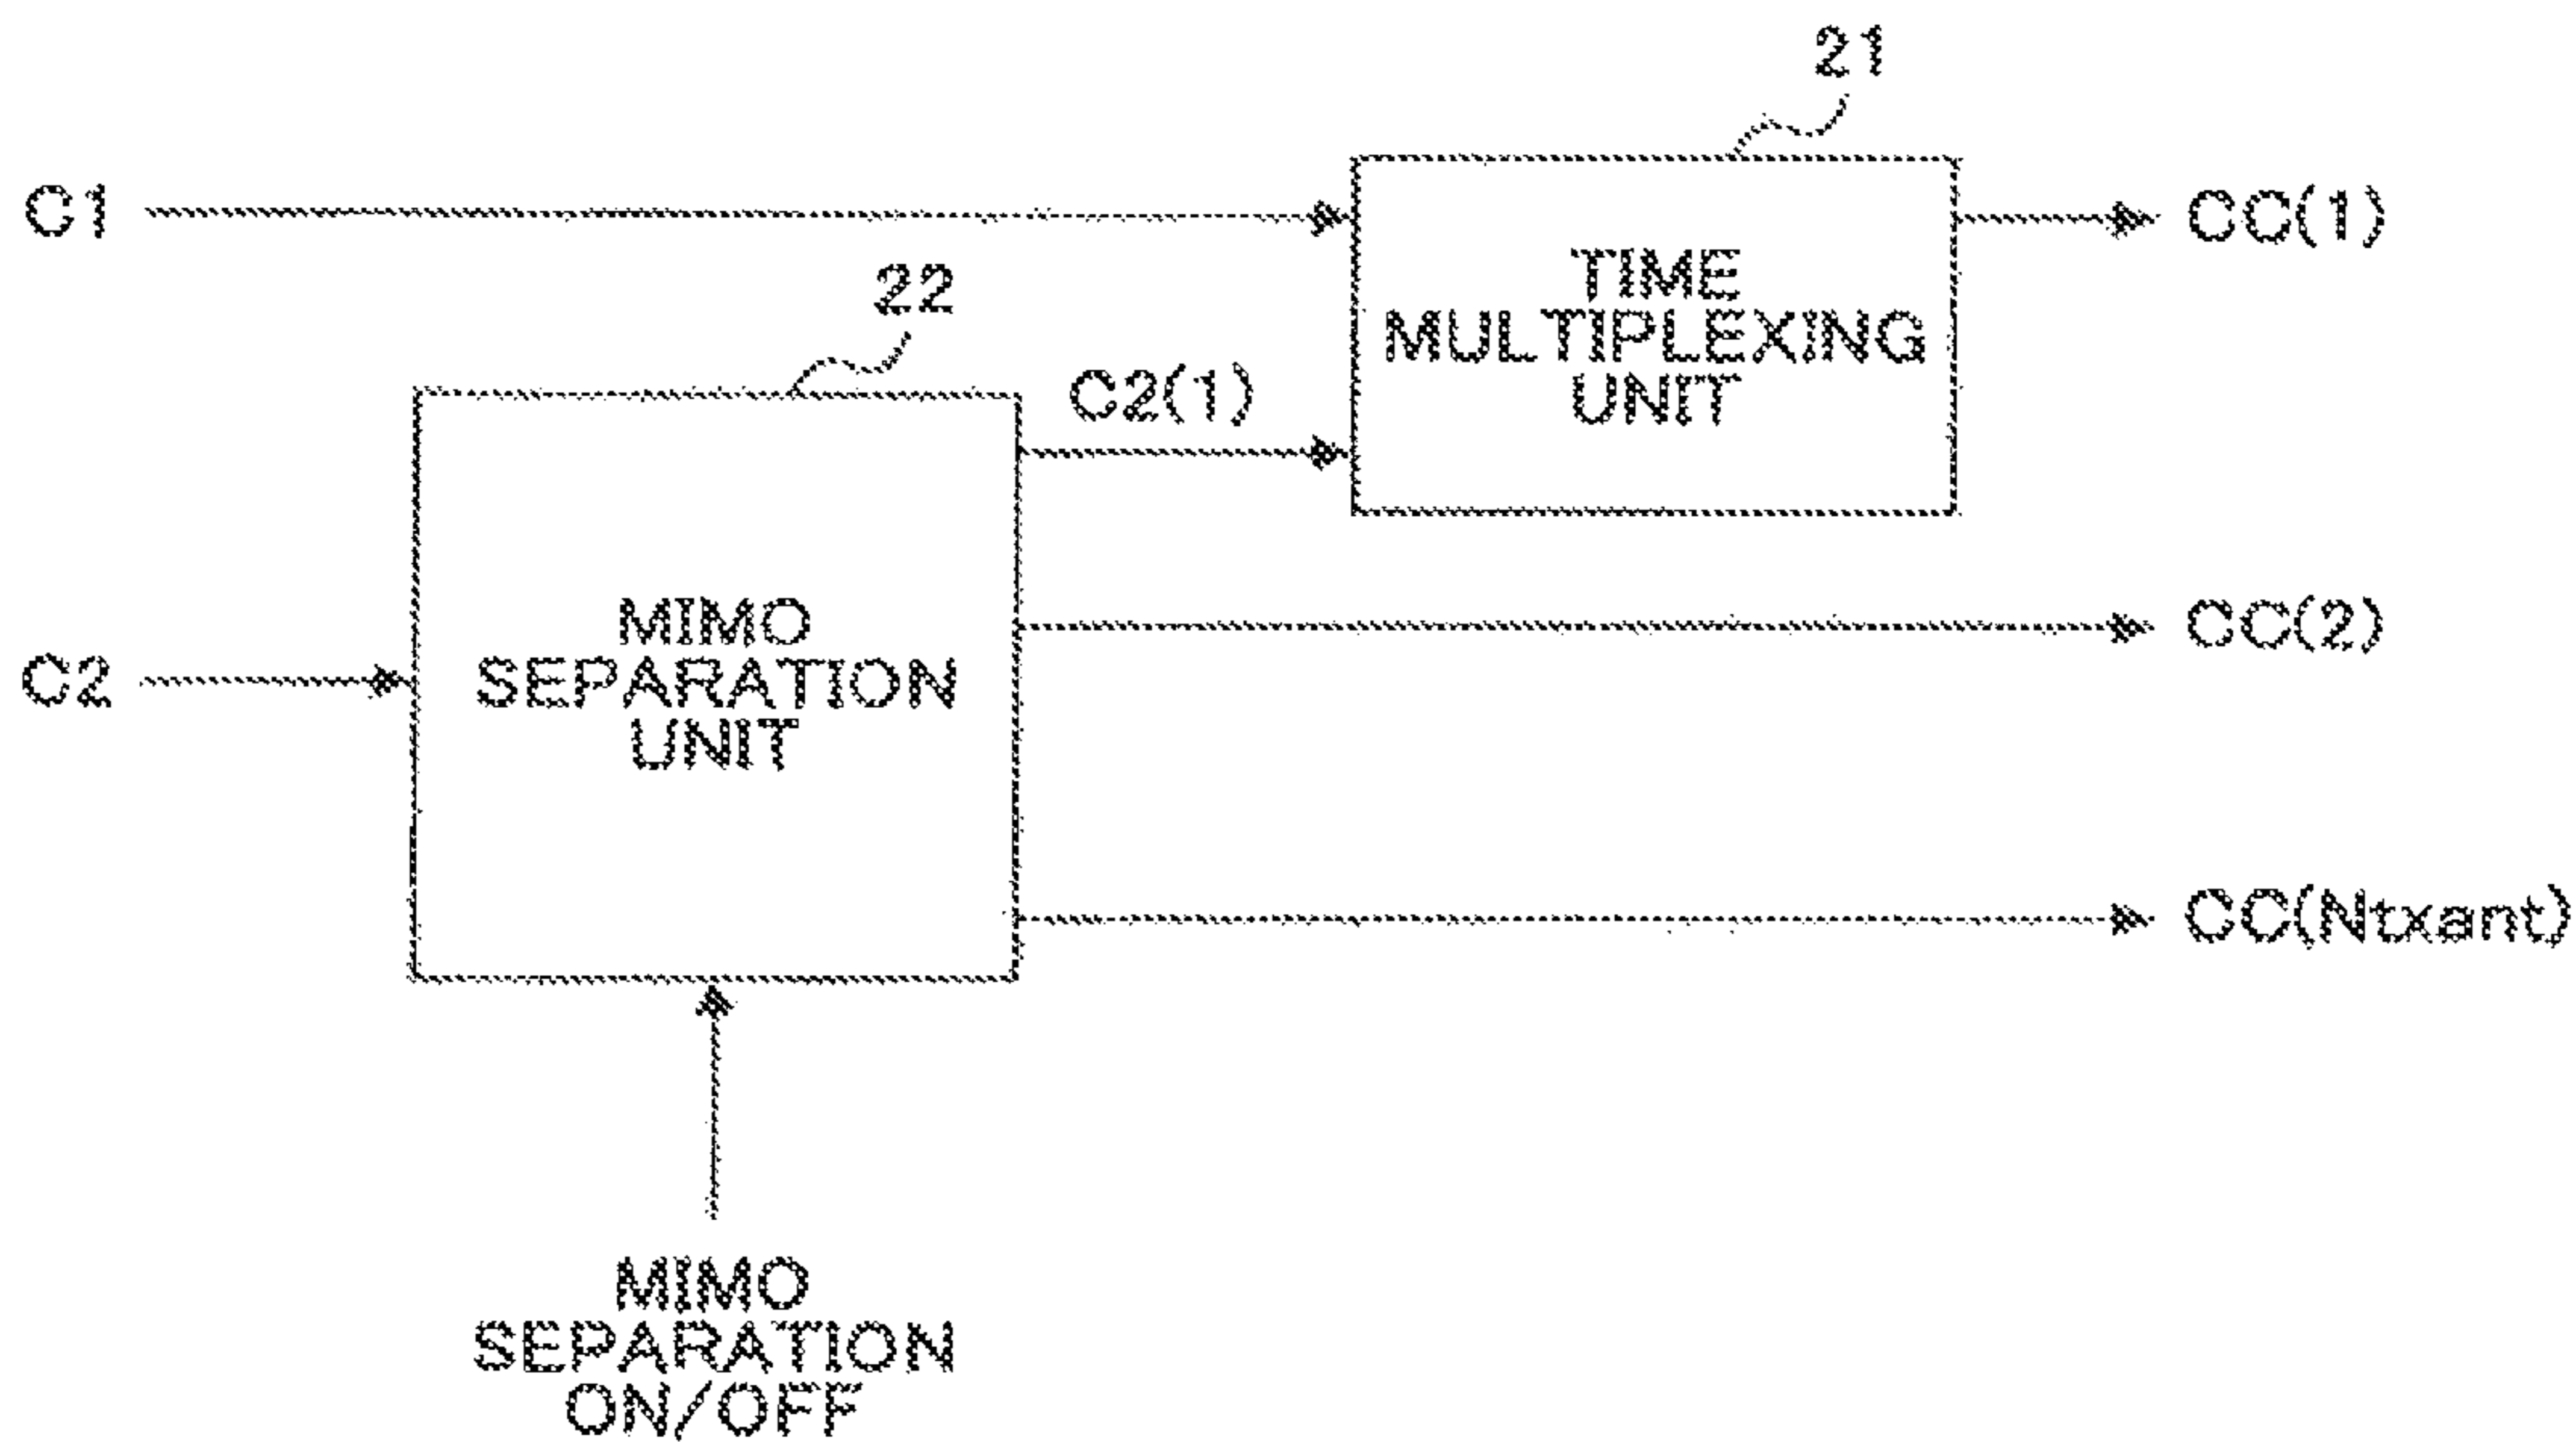 21
C1
CC(1)
TIME
MULTIPLEXING
UNIT
22
C2(1)
CC(2)
C2
MIMO
SEPARATION
UNIT
CC(Ntxant)
MIMO
SEPARATION
ON/OFF